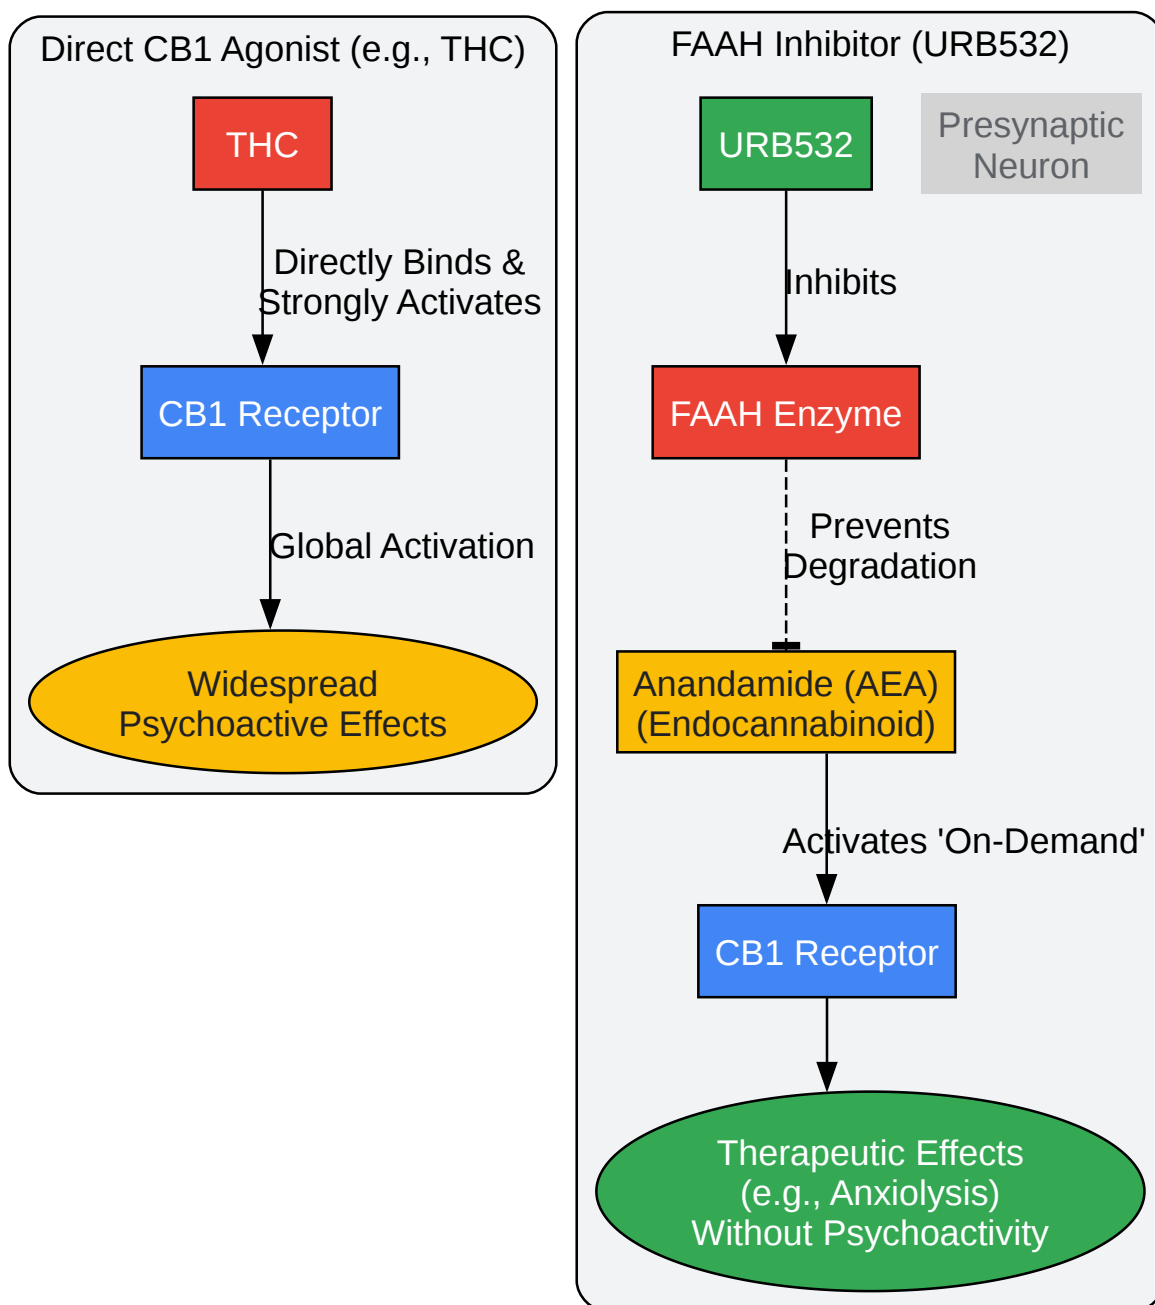 Direct CB1 Agonist (e.g., THC)
THC
Directly Binds &
Strongly Activates
CB1 Receptor
Global Activation
Widespread
Psychoactive Effects
FAAH Inhibitor (URB532)
URB532
Presynaptic
Neuron
Inhibits
FAAH Enzyme
Prevents
Degradation
Anandamide (AEA)
(Endocannabinoid)
Activates 'On-Demand'
CB1 Receptor
Therapeutic Effects
(e.g., Anxiolysis)
Without Psychoactivity